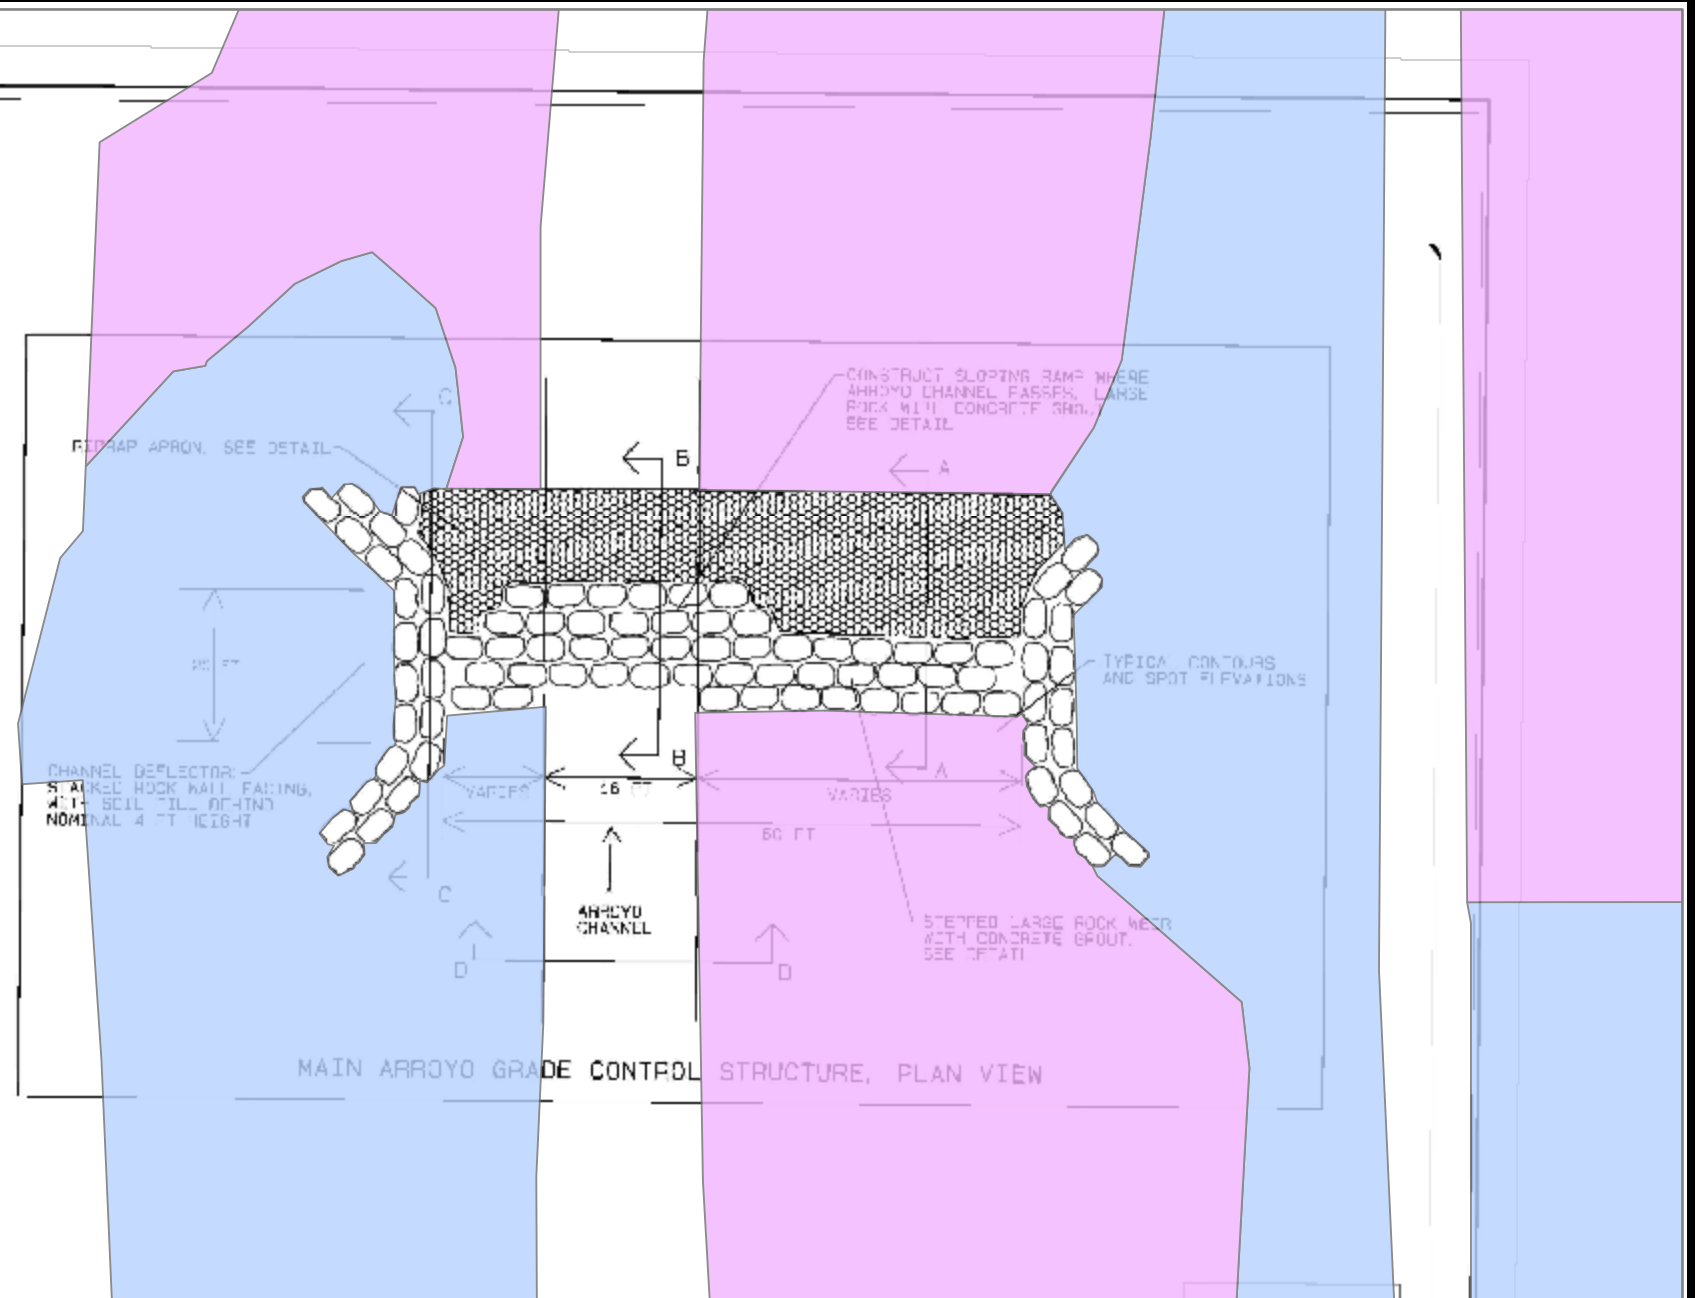 C
CONSTRUCT SLOPING RAMP WHERE
ARROYO CHANNEL PASSES, LARGE
ROCK WITH CONCRETE GROUT
SEE DETAIL
RIPRAP APRON. SEE DETAIL
B
A
25 FT
TYPICAL CONTOURS
AND SPOT ELEVATIONS
CHANNEL DEFLECTOR:
STACKED ROCK WALL FACING,
WITH SOIL FILL BEHIND
NOMINAL 4 FT HEIGHT
B
A
VARIES
16 FT
VARIES
60 FT
C
ARROYO
CHANNEL
STEPPED LARGE ROCK WEIR
WITH CONCRETE GROUT.
SEE DETAIL
D
D
MAIN ARROYO GRADE CONTROL STRUCTURE, PLAN VIEW